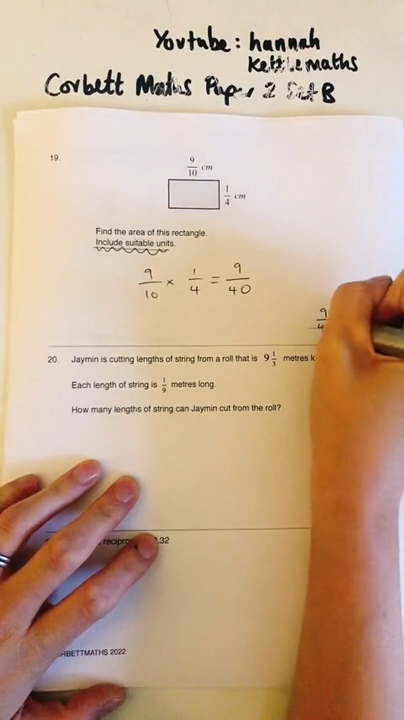 Youtube: hannah
Kettlemaths
Corbett Maths Paper 2 Set B
19.
9/10 cm
1/4 cm
Find the area of this rectangle.
Include suitable units.
9/10 × 1/4 = 9/40
9/4
20. Jaymin is cutting lengths of string from a roll that is 9 1/3 metres
Each length of string is 1/9 metres long.
How many lengths of string can Jaymin cut from the roll?
.32
CORBETTMATHS 2022